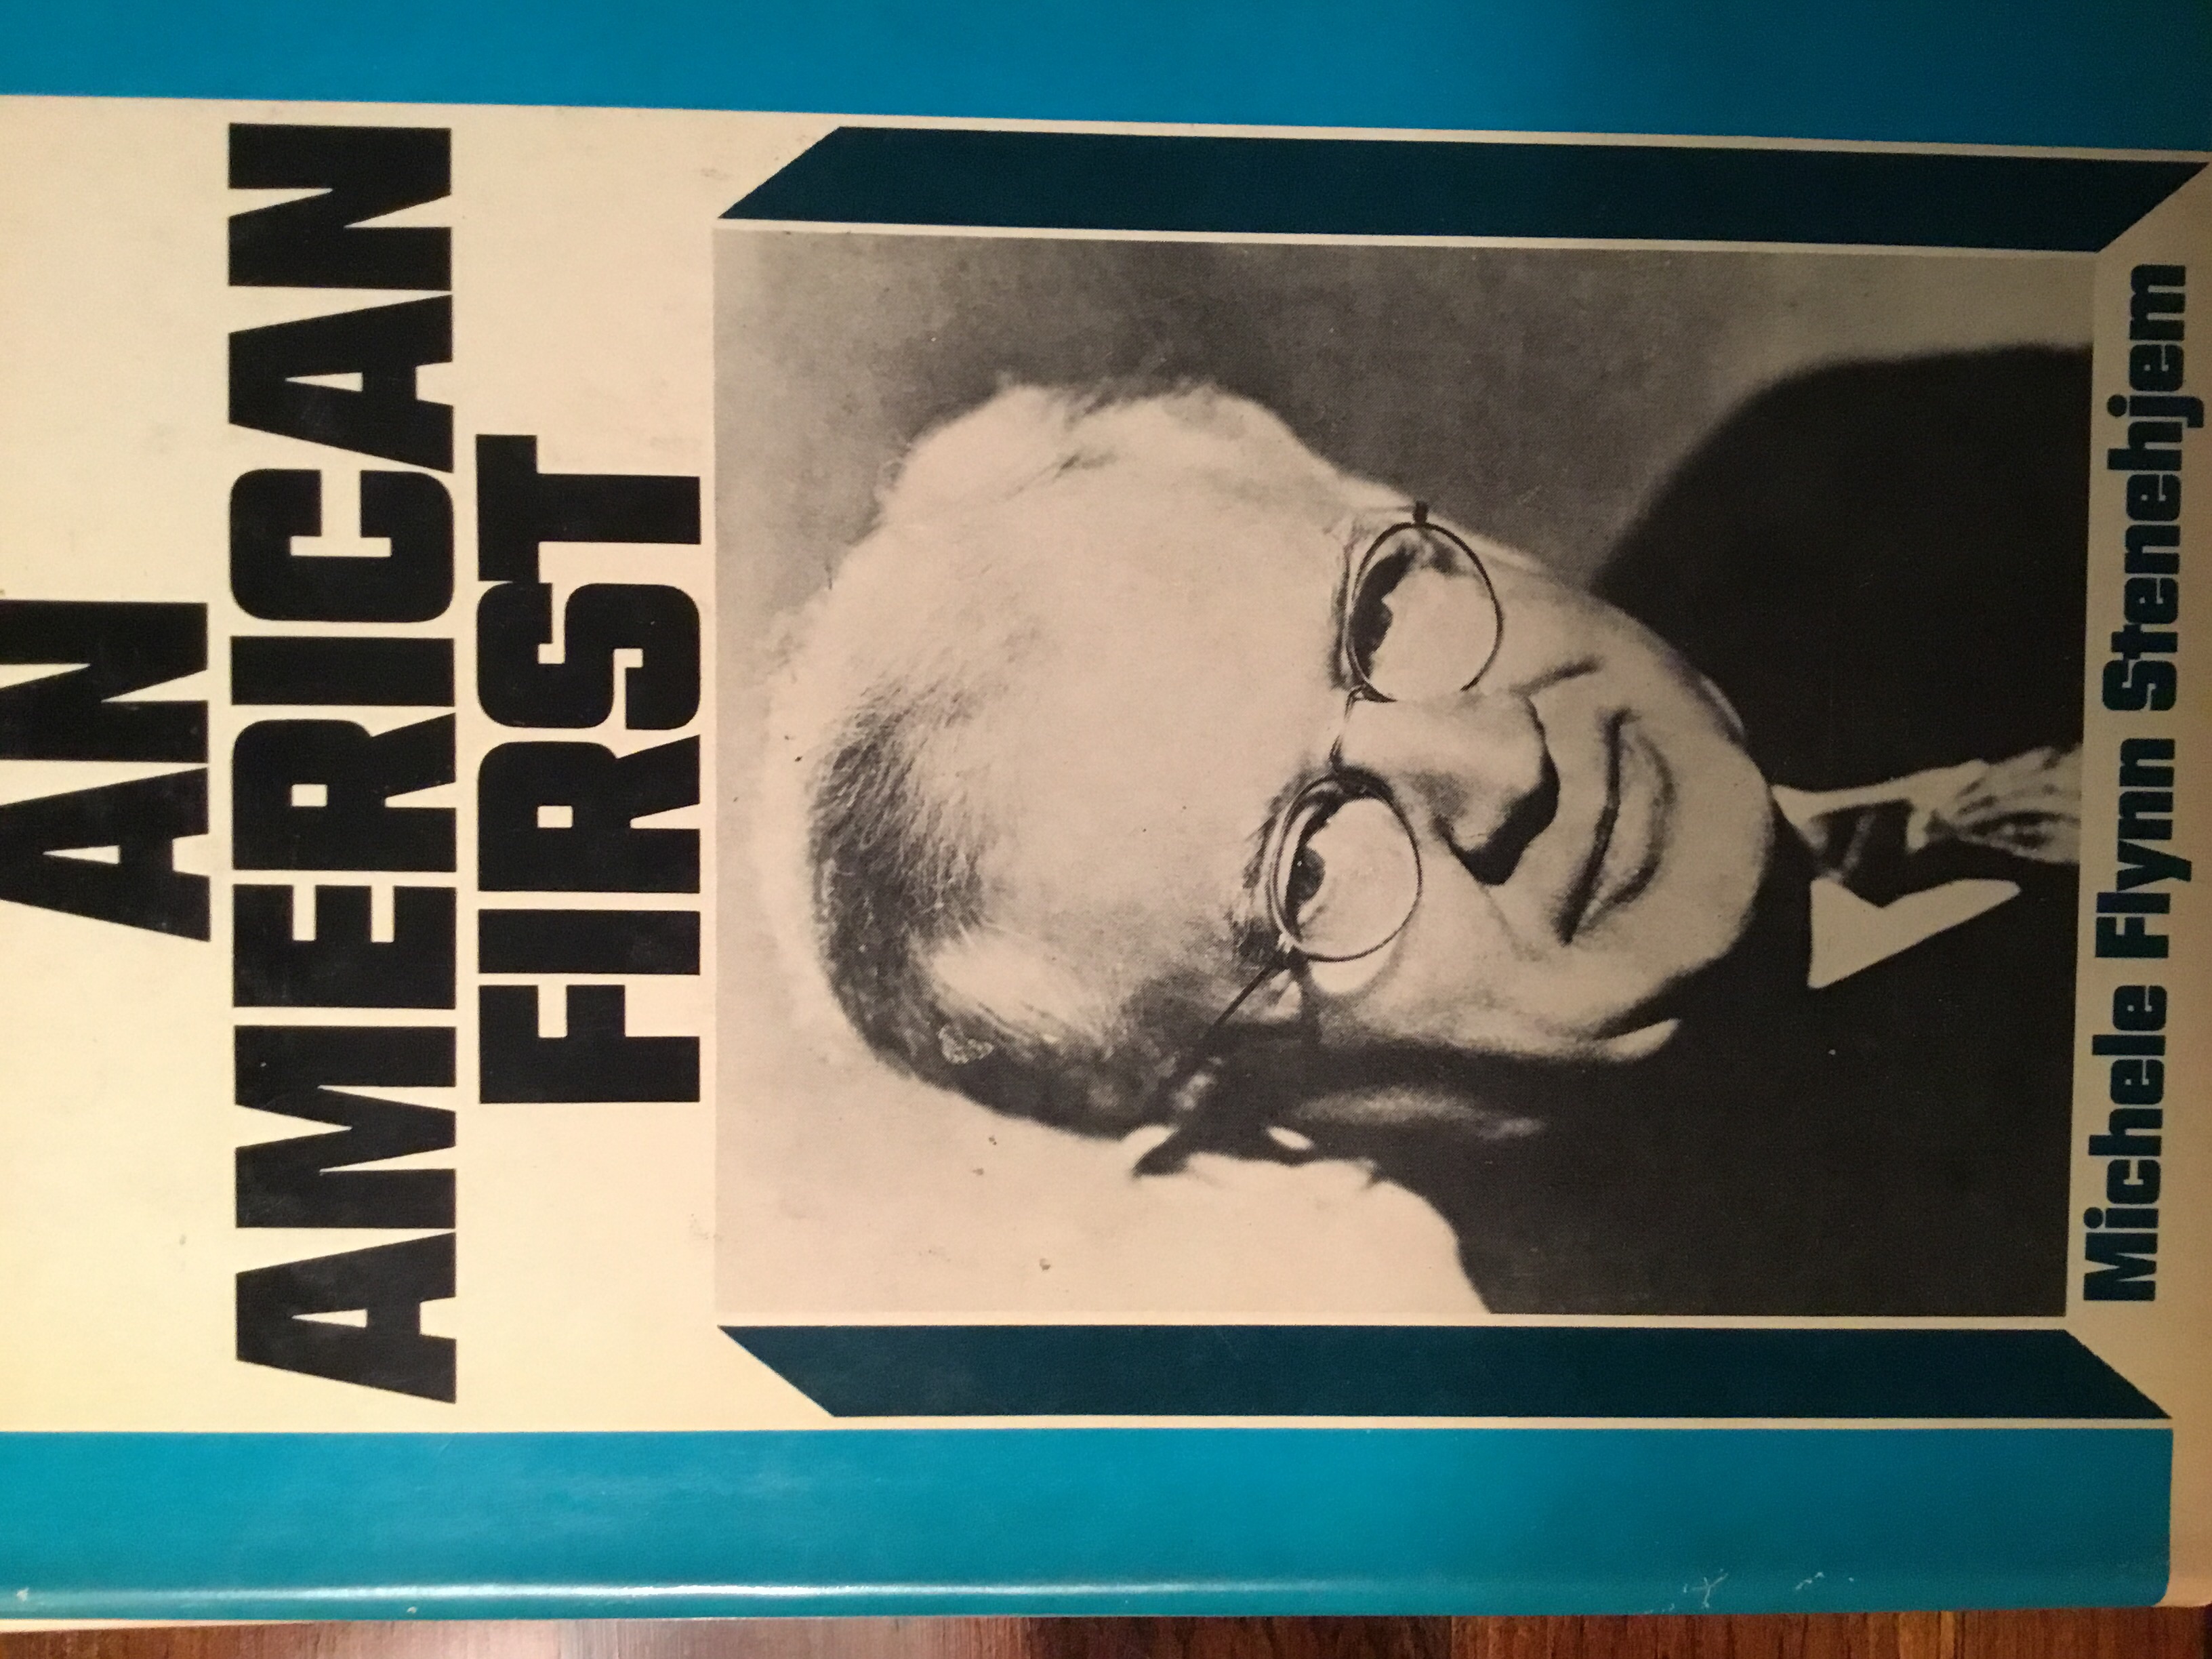 AN
AMERICAN
FIRST
Michele Flynn Stenehjem